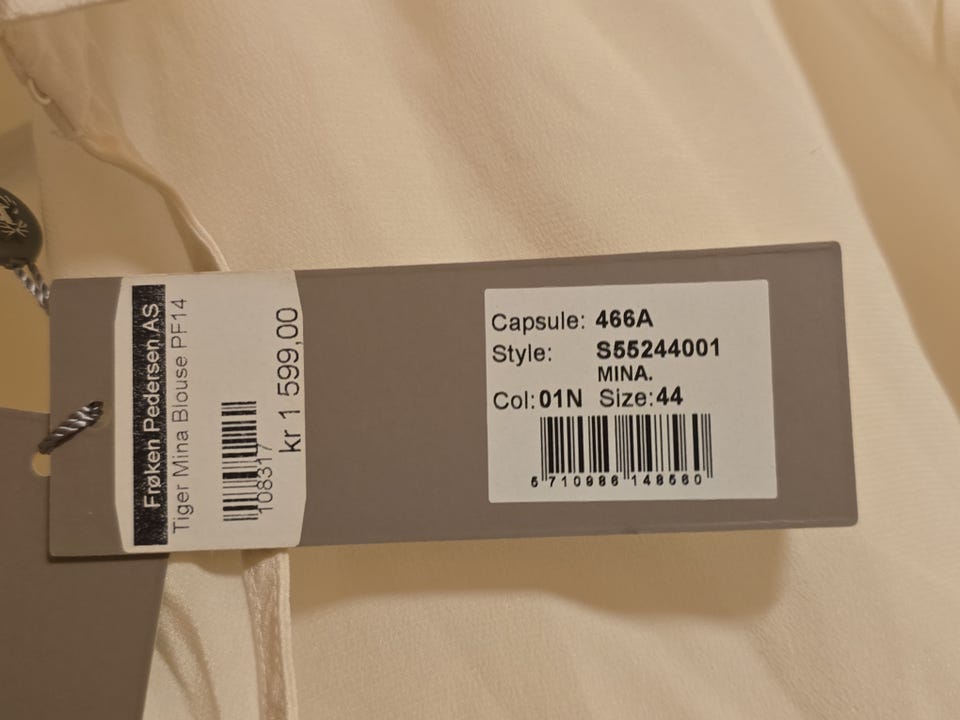 Frøken Pedersen AS
Tiger Mina Blouse PF14
108317
kr 1 599,00
Capsule: 466A
Style: S55244001
MINA.
Col: 01N Size: 44
5 710986 148560